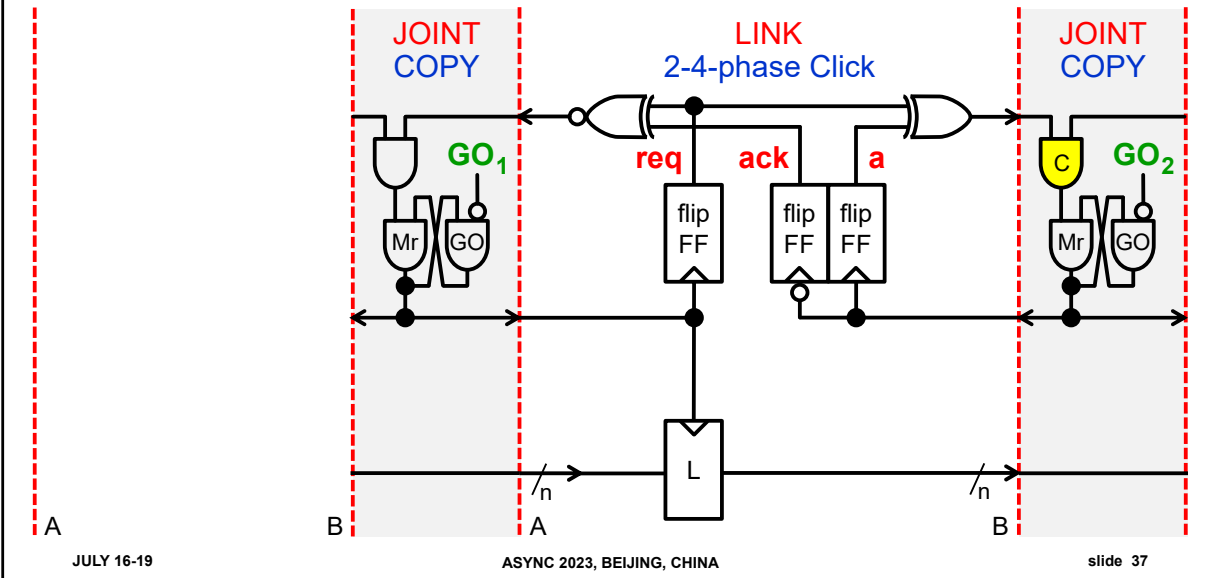 JOINT
COPY
LINK
2-4-phase Click
JOINT
COPY
GO1
req
ack
a
C
GO2
Mr
GO
flip
FF
flip
FF
flip
FF
Mr
GO
L
n
n
A
B
A
B
JULY 16-19
ASYNC 2023, BEIJING, CHINA
slide 37